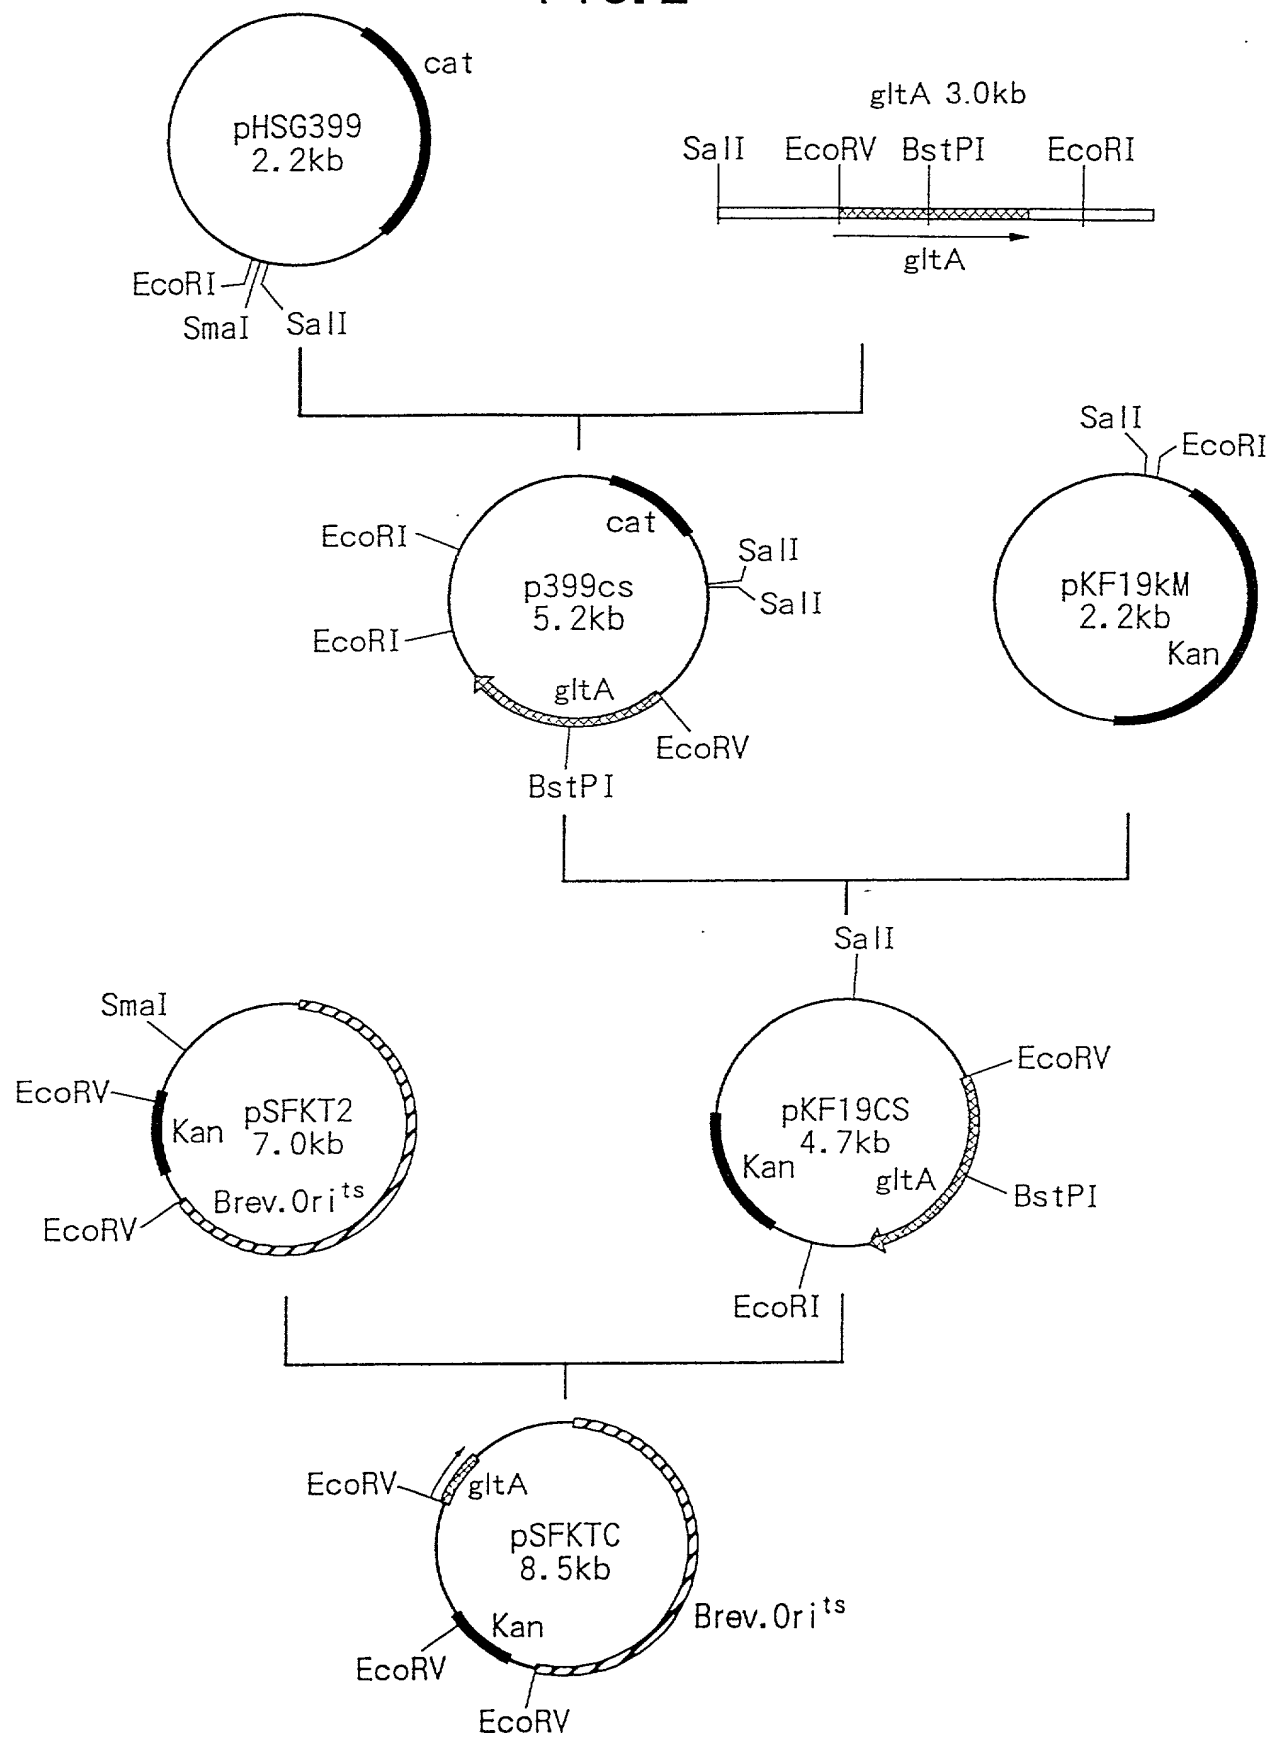 cat
pHSG399
2.2kb
EcoRI
SmaI
SalI
gltA 3.0kb
SalI EcoRV BstPI EcoRI
gltA
cat
EcoRI
SalI
SalI
p399cs
5.2kb
EcoRI
gltA
EcoRV
BstPI
SalI
EcoRI
pKF19kM
2.2kb
Kan
SmaI
EcoRV
pSFKT2
7.0kb
Kan
Brev.Ori^ts
EcoRV
SalI
EcoRV
pKF19CS
4.7kb
Kan
gltA
BstPI
EcoRI
EcoRV
gltA
pSFKTC
8.5kb
Brev.Ori^ts
Kan
EcoRV
EcoRV